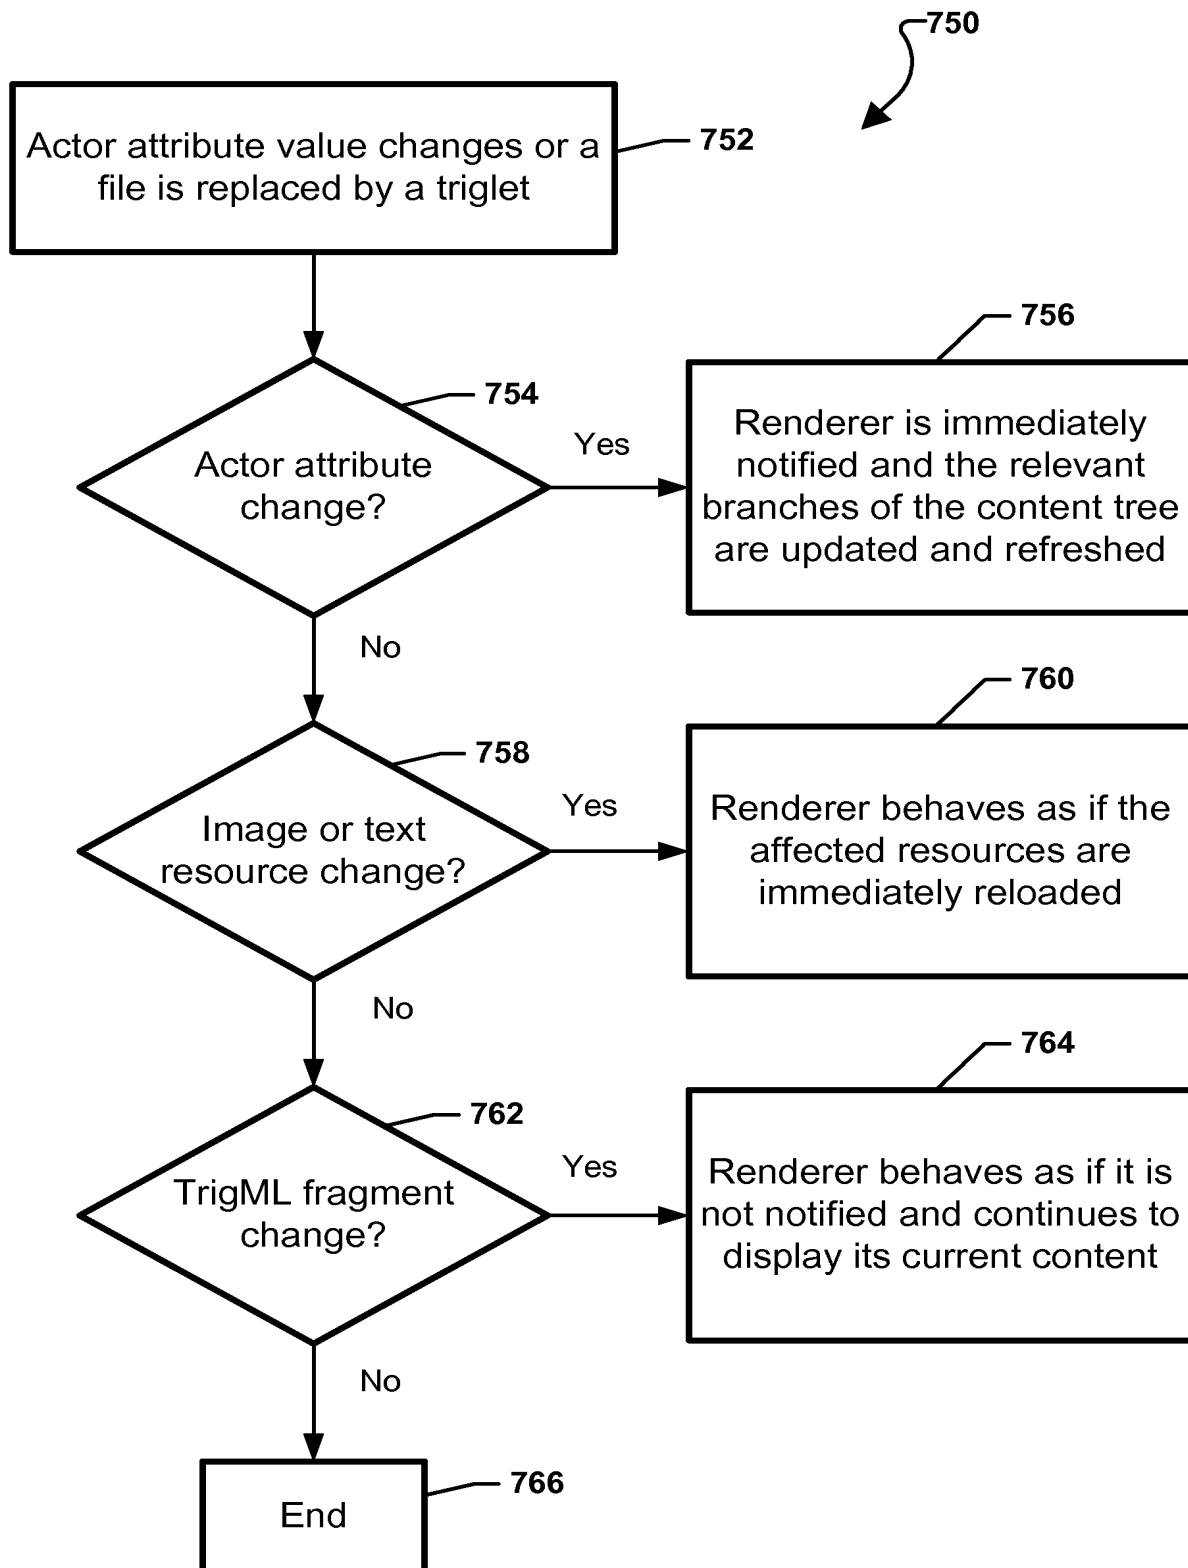 750
Actor attribute value changes or a
file is replaced by a triglet
752
754
Actor attribute
change?
Yes
No
756
Renderer is immediately
notified and the relevant
branches of the content tree
are updated and refreshed
758
Image or text
resource change?
Yes
No
760
Renderer behaves as if the
affected resources are
immediately reloaded
762
TrigML fragment
change?
Yes
No
764
Renderer behaves as if it is
not notified and continues to
display its current content
End
766